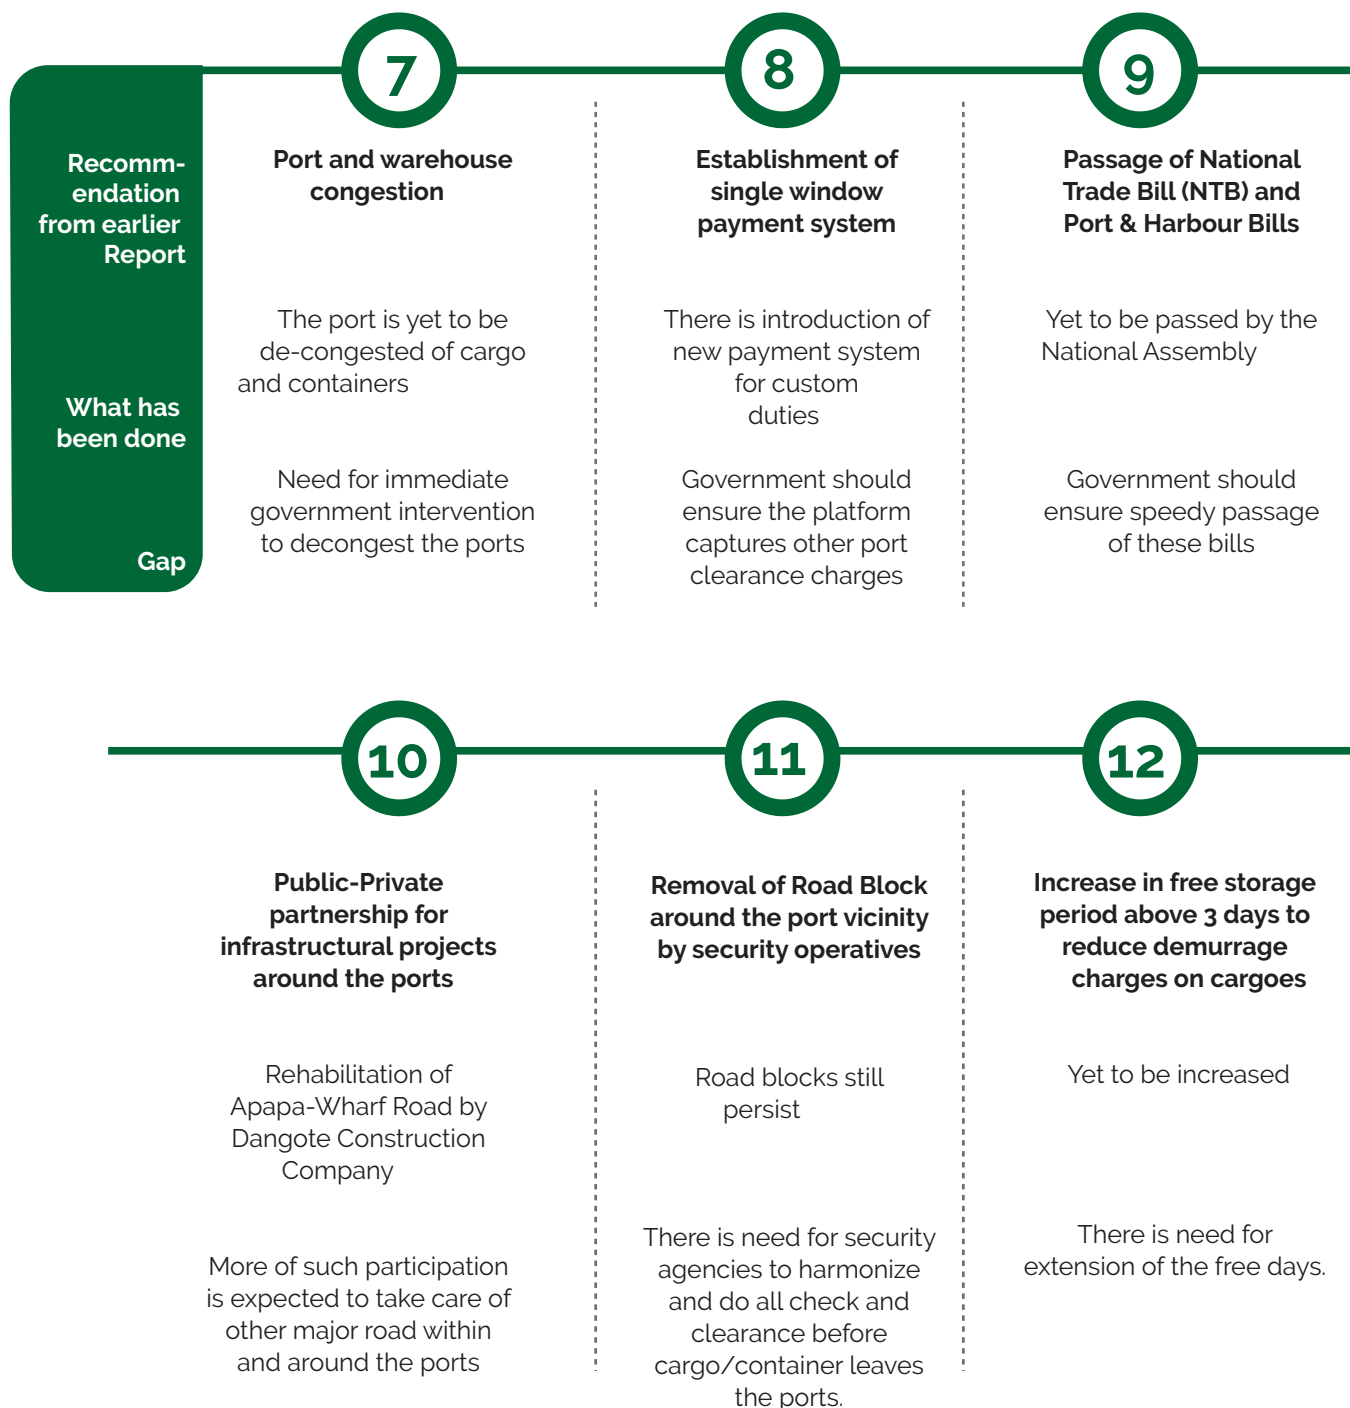 7
8
9
Recomm-
endation
from earlier
Report
Port and warehouse
congestion
Establishment of
single window
payment system
Passage of National
Trade Bill (NTB) and
Port & Harbour Bills
What has
been done
The port is yet to be
de-congested of cargo
and containers
There is introduction of
new payment system
for custom
duties
Yet to be passed by the
National Assembly
Gap
Need for immediate
government intervention
to decongest the ports
Government should
ensure the platform
captures other port
clearance charges
Government should
ensure speedy passage
of these bills
10
11
12
Public-Private
partnership for
infrastructural projects
around the ports
Removal of Road Block
around the port vicinity
by security operatives
Increase in free storage
period above 3 days to
reduce demurrage
charges on cargoes
Rehabilitation of
Apapa-Wharf Road by
Dangote Construction
Company
Road blocks still
persist
Yet to be increased
More of such participation
is expected to take care of
other major road within
and around the ports
There is need for security
agencies to harmonize
and do all check and
clearance before
cargo/container leaves
the ports.
There is need for
extension of the free days.